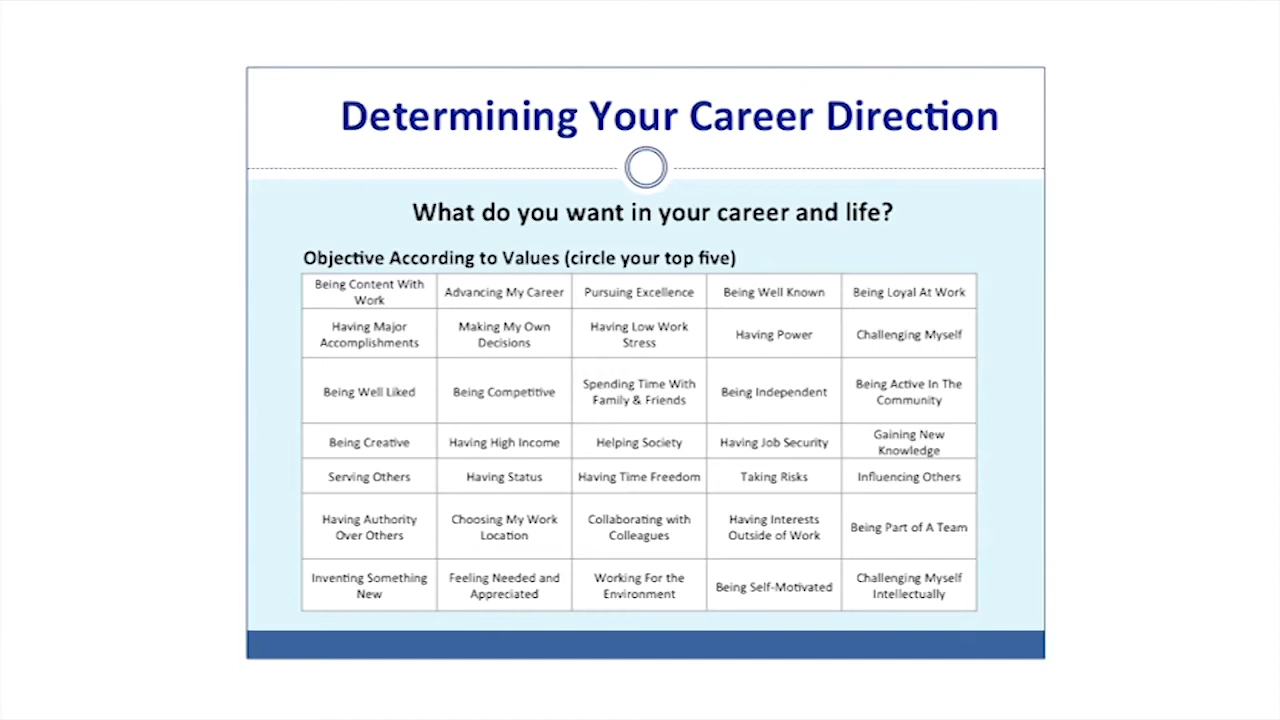 Determining Your Career Direction
What do you want in your career and life?
Objective According to Values (circle your top five)
Being Content With
Work
Advancing My Career
Pursuing Excellence
Being Well Known
Being Loyal At Work
Having Major
Accomplishments
Making My Own
Decisions
Having Low Work
Stress
Having Power
Challenging Myself
Being Well Liked
Being Competitive
Spending Time With
Family & Friends
Being Independent
Being Active In The
Community
Being Creative
Having High Income
Helping Society
Having Job Security
Gaining New
Knowledge
Serving Others
Having Status
Having Time Freedom
Taking Risks
Influencing Others
Having Authority
Over Others
Choosing My Work
Location
Collaborating with
Colleagues
Having Interests
Outside of Work
Being Part of A Team
Inventing Something
New
Feeling Needed and
Appreciated
Working For the
Environment
Being Self-Motivated
Challenging Myself
Intellectually